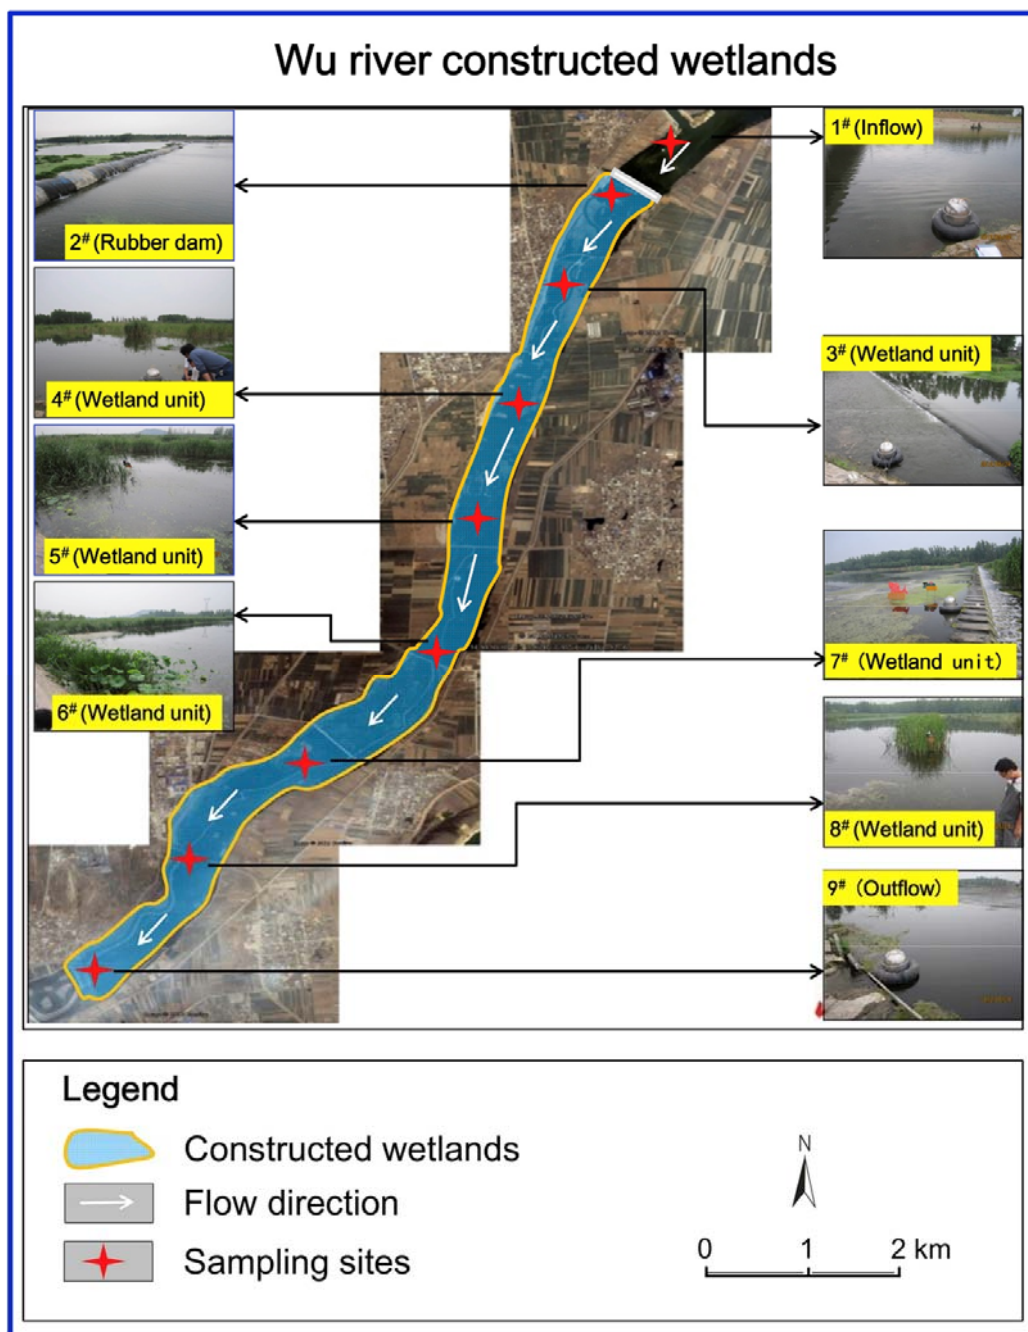 Wu river constructed wetlands
1# (Inflow)
2# (Rubber dam)
3# (Wetland unit)
4# (Wetland unit)
5# (Wetland unit)
6# (Wetland unit)
7# (Wetland unit)
8# (Wetland unit)
9# (Outflow)
Legend
Constructed wetlands
Flow direction
Sampling sites
N
0 1 2 km